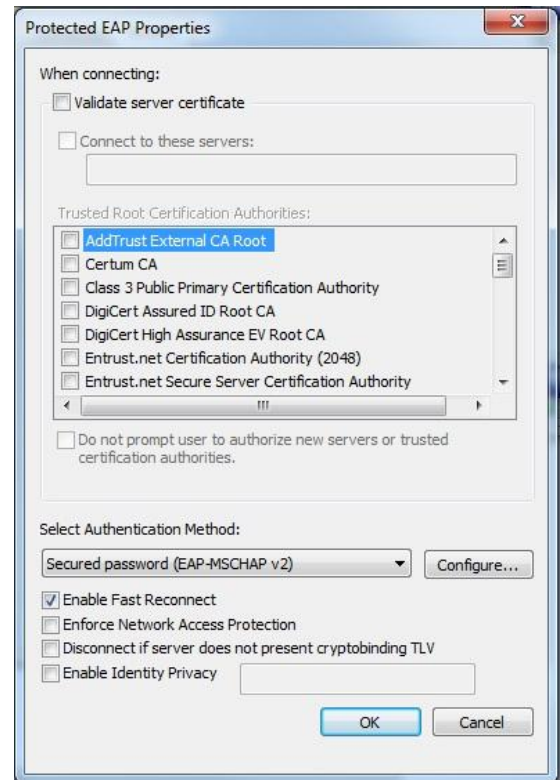 Protected EAP Properties
When connecting:
Validate server certificate
Connect to these servers:
Trusted Root Certification Authorities:
AddTrust External CA Root
Certum CA
Class 3 Public Primary Certification Authority
DigiCert Assured ID Root CA
DigiCert High Assurance EV Root CA
Entrust.net Certification Authority (2048)
Entrust.net Secure Server Certification Authority
Do not prompt user to authorize new servers or trusted
certification authorities.
Select Authentication Method:
Secured password (EAP-MSCHAP v2)
Configure...
Enable Fast Reconnect
Enforce Network Access Protection
Disconnect if server does not present cryptobinding TLV
Enable Identity Privacy
OK
Cancel